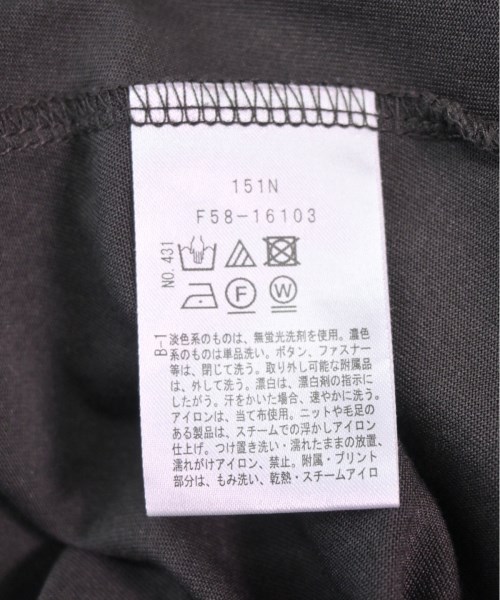 151N
F58-16103
NO. 431
F
W
B-1
淡色系のものは、無蛍光洗剤を使用。濃色
系のものは単品洗い。ボタン、ファスナー
等は、閉じて洗う。取り外し可能な附属品
は、外して洗う。漂白は、漂白剤の指示に
したがう。汗をかいた場合、速やかに洗う。
アイロンは、当て布使用。ニットや毛足の
ある製品は、スチームでの浮かしアイロン
仕上げ。つけ置き洗い・濡れたままの放置、
濡れがけアイロン、禁止。附属・プリント
部分は、もみ洗い、乾熱・スチームアイロ